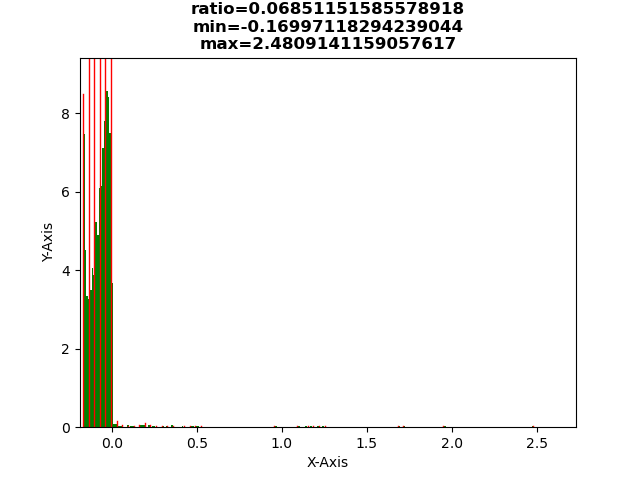 ratio=0.06851151585578918
min=-0.16997118294239044
max=2.4809141159057617
8
6
4
2
0
Y-Axis
0.0 0.5 1.0 1.5 2.0 2.5
X-Axis